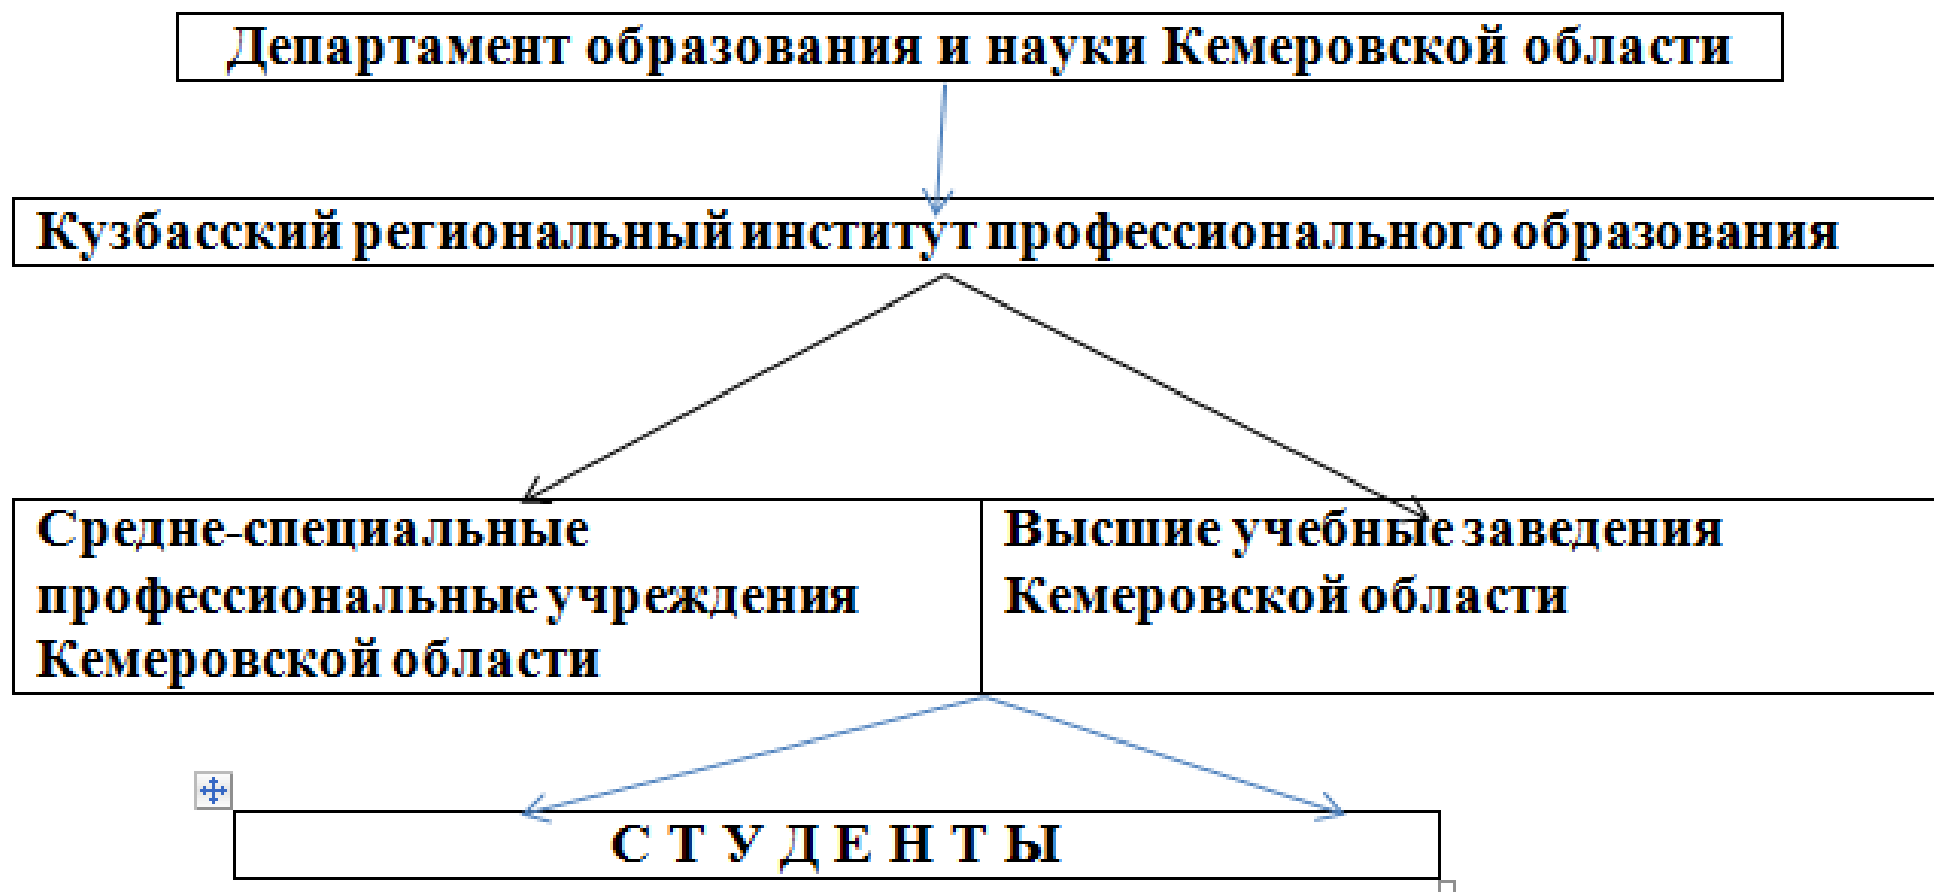 Департамент образования и науки Кемеровской области
Кузбасский региональный институт профессионального образования
Средне-специальные
профессиональные учреждения
Кемеровской области
Высшие учебные заведения
Кемеровской области
С Т У Д Е Н Т Ы